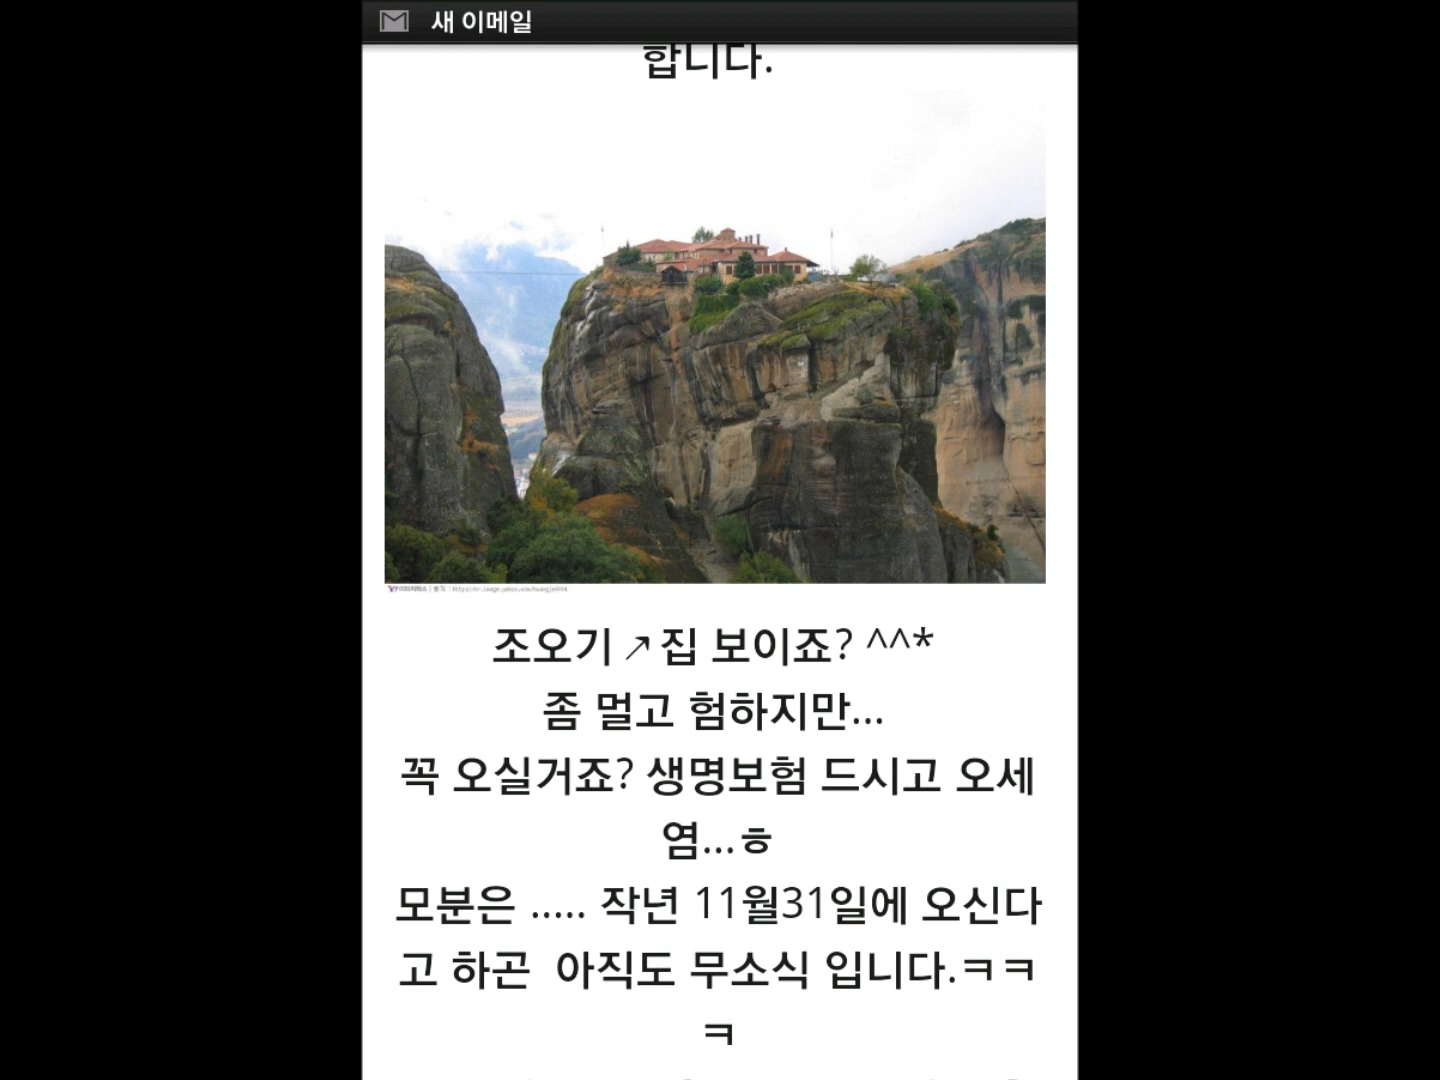 새 이메일
합니다.
조오기↗집 보이죠? ^^*
좀 멀고 험하지만...
꼭 오실거죠? 생명보험 드시고 오세
염...ㅎ
모분은 ..... 작년 11월31일에 오신다
고 하곤  아직도 무소식 입니다.ㅋㅋ
ㅋ